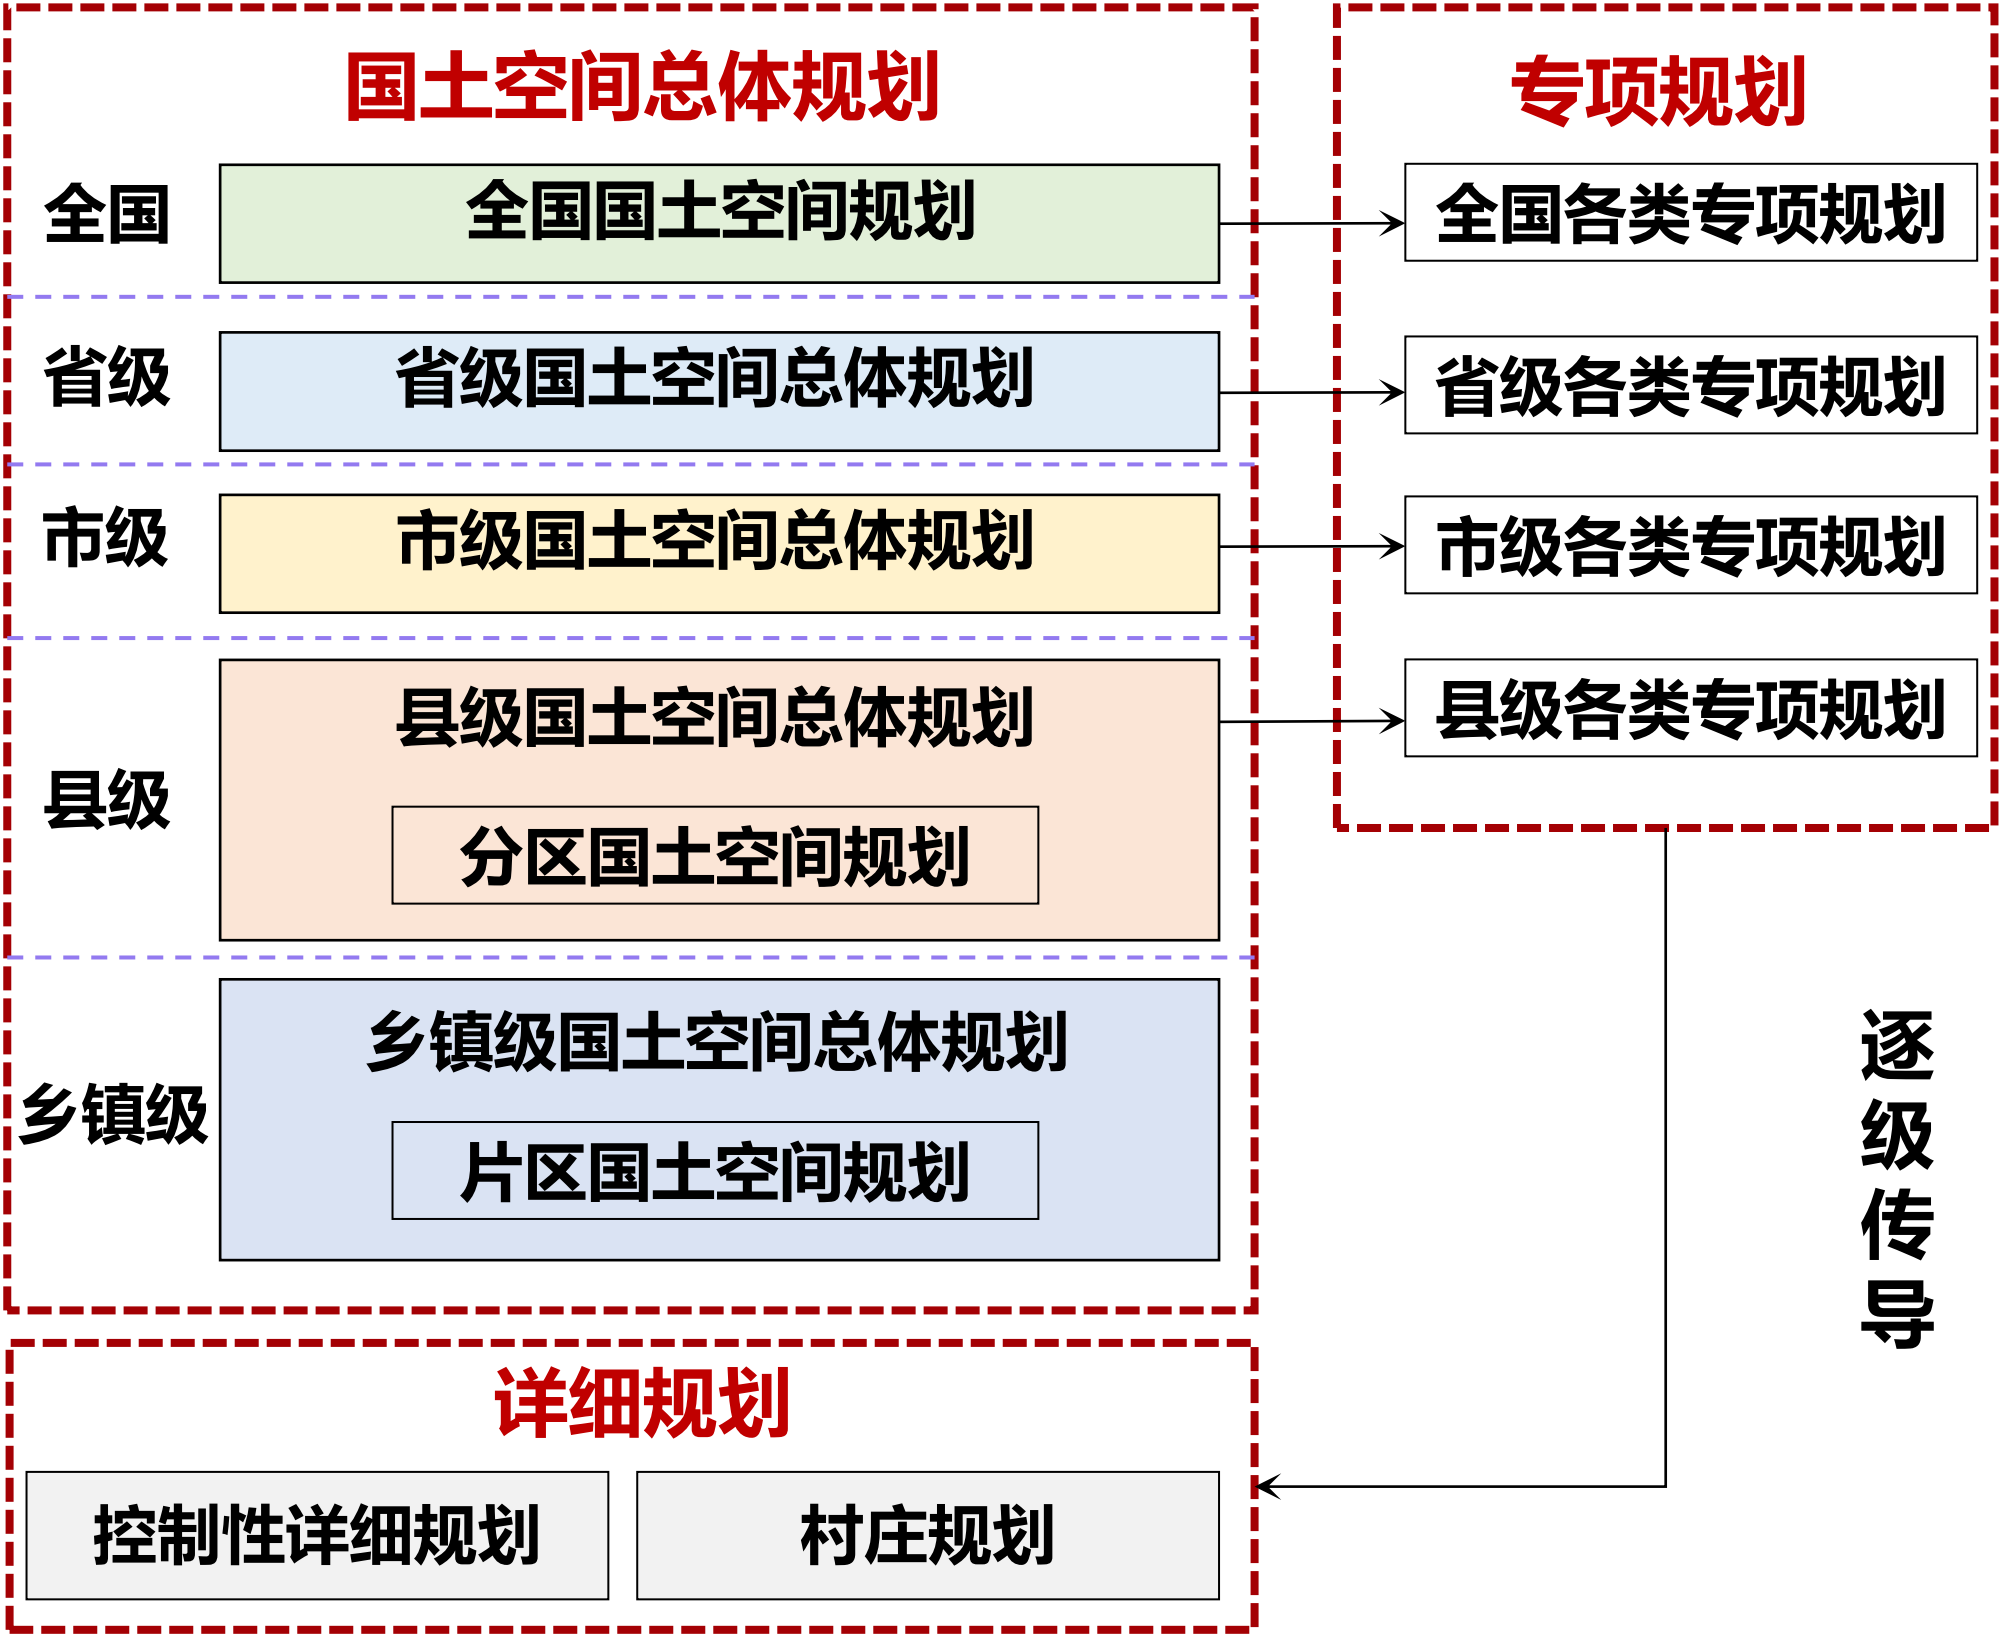 国土空间总体规划
专项规划
全国
全国国土空间规划
全国各类专项规划
省级
省级国土空间总体规划
省级各类专项规划
市级
市级国土空间总体规划
市级各类专项规划
县级
县级国土空间总体规划
县级各类专项规划
分区国土空间规划
乡镇级
乡镇级国土空间总体规划
片区国土空间规划
逐级传导
详细规划
控制性详细规划
村庄规划